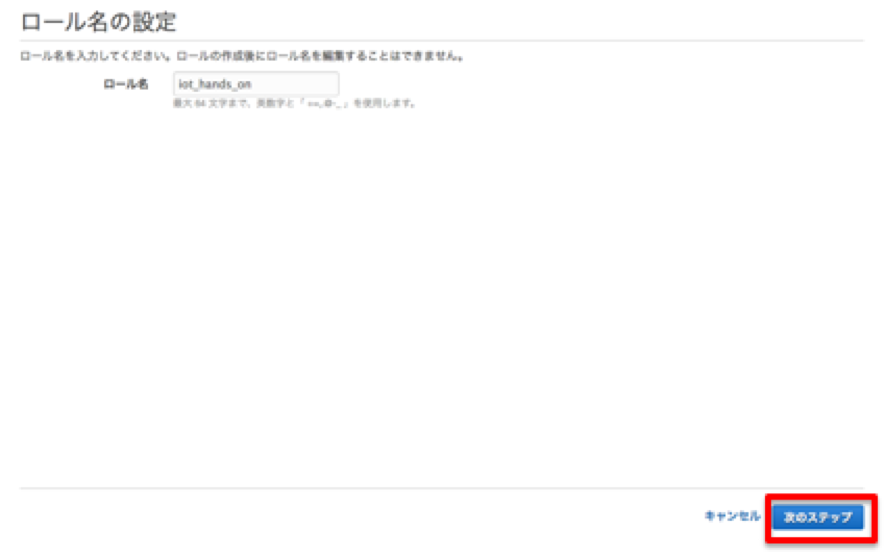 ロール名の設定
ロール名を入力してください。ロールの作成後にロール名を編集することはできません。
ロール名 iot_hands_on
最大 64 文字まで、英数字と「 +=,.@-_ 」を使用します。
キャンセル 次のステップ